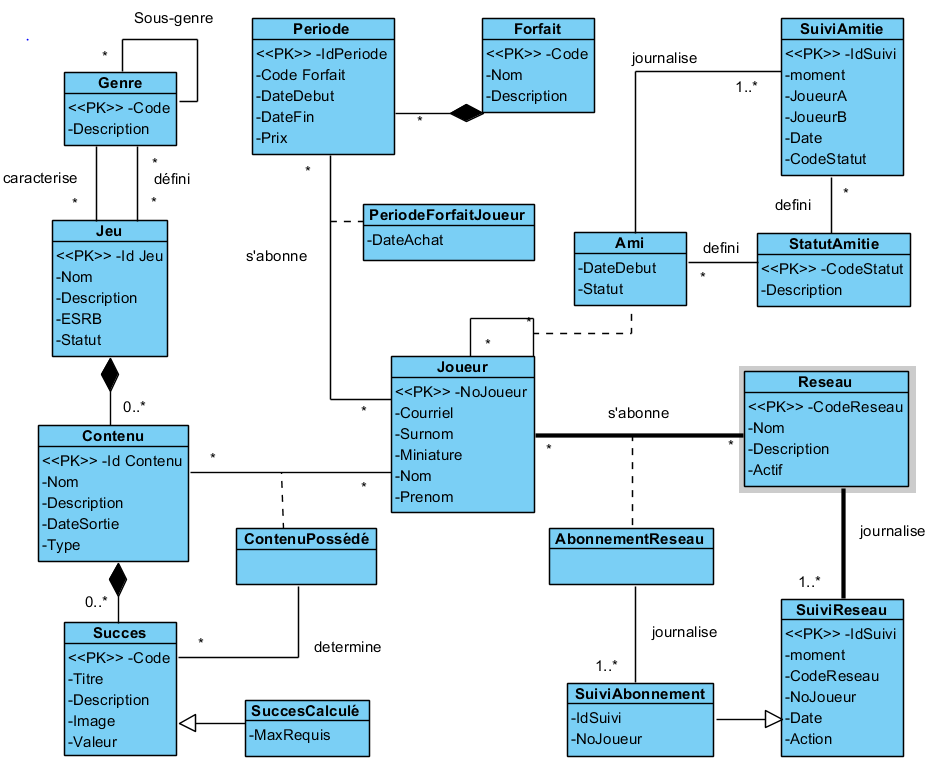 Sous-genre
*
Genre
<<PK>> -Code
-Description
caracterise
*
défini
*
*
Jeu
<<PK>> -Id Jeu
-Nom
-Description
-ESRB
-Statut
0..*
Contenu
<<PK>> -Id Contenu
-Nom
-Description
-DateSortie
-Type
0..*
Succes
<<PK>> -Code
-Titre
-Description
-Image
-Valeur
SuccesCalculé
-MaxRequis
*
determine
ContenuPossédé
*
*
Periode
<<PK>> -IdPeriode
-Code Forfait
-DateDebut
-DateFin
-Prix
*
Forfait
<<PK>> -Code
-Nom
-Description
*
s'abonne
*
PeriodeForfaitJoueur
-DateAchat
Joueur
<<PK>> -NoJoueur
-Courriel
-Surnom
-Miniature
-Nom
-Prenom
*
*
Ami
-DateDebut
-Statut
journalise
1..*
SuiviAmitie
<<PK>> -IdSuivi
-moment
-JoueurA
-JoueurB
-Date
-CodeStatut
*
defini
defini
*
StatutAmitie
<<PK>> -CodeStatut
-Description
s'abonne
*
*
Reseau
<<PK>> -CodeReseau
-Nom
-Description
-Actif
journalise
1..*
AbonnementReseau
journalise
1..*
SuiviAbonnement
-IdSuivi
-NoJoueur
SuiviReseau
<<PK>> -IdSuivi
-moment
-CodeReseau
-NoJoueur
-Date
-Action